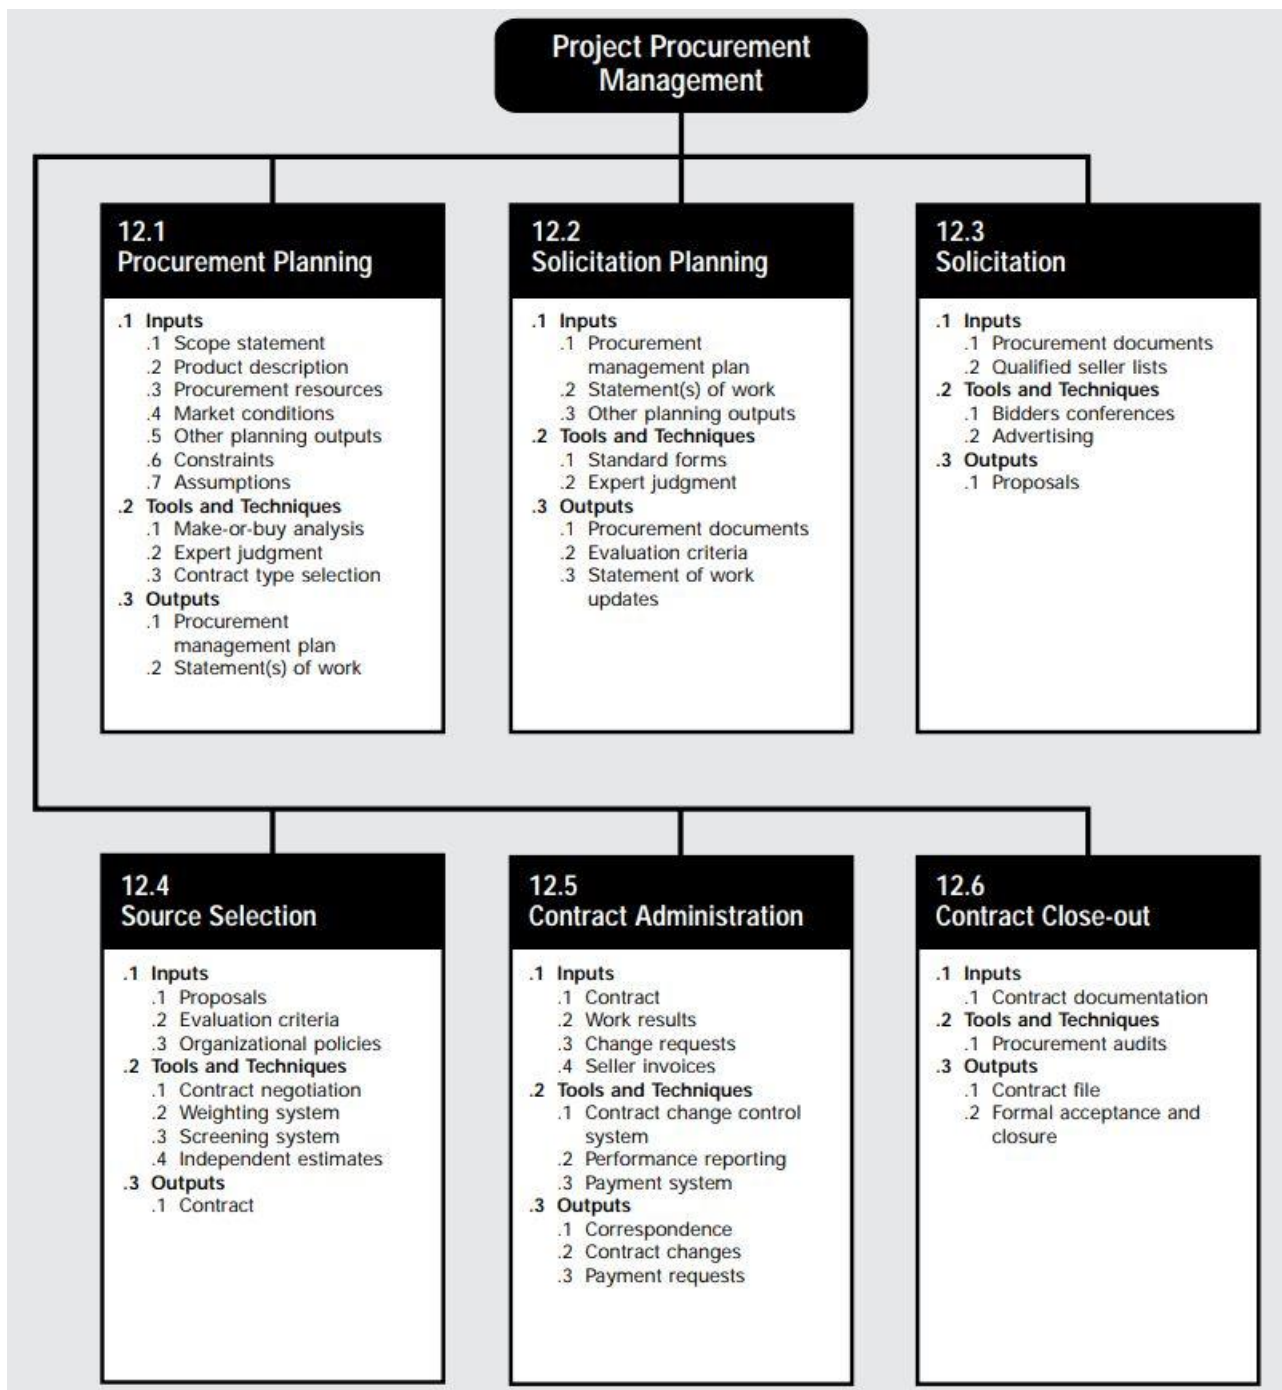 Project Procurement
Management
12.1
Procurement Planning
.1 Inputs
.1 Scope statement
.2 Product description
.3 Procurement resources
.4 Market conditions
.5 Other planning outputs
.6 Constraints
.7 Assumptions
.2 Tools and Techniques
.1 Make-or-buy analysis
.2 Expert judgment
.3 Contract type selection
.3 Outputs
.1 Procurement
management plan
.2 Statement(s) of work
12.2
Solicitation Planning
.1 Inputs
.1 Procurement
management plan
.2 Statement(s) of work
.3 Other planning outputs
.2 Tools and Techniques
.1 Standard forms
.2 Expert judgment
.3 Outputs
.1 Procurement documents
.2 Evaluation criteria
.3 Statement of work
updates
12.3
Solicitation
.1 Inputs
.1 Procurement documents
.2 Qualified seller lists
.2 Tools and Techniques
.1 Bidders conferences
.2 Advertising
.3 Outputs
.1 Proposals
12.4
Source Selection
.1 Inputs
.1 Proposals
.2 Evaluation criteria
.3 Organizational policies
.2 Tools and Techniques
.1 Contract negotiation
.2 Weighting system
.3 Screening system
.4 Independent estimates
.3 Outputs
.1 Contract
12.5
Contract Administration
.1 Inputs
.1 Contract
.2 Work results
.3 Change requests
.4 Seller invoices
.2 Tools and Techniques
.1 Contract change control
system
.2 Performance reporting
.3 Payment system
.3 Outputs
.1 Correspondence
.2 Contract changes
.3 Payment requests
12.6
Contract Close-out
.1 Inputs
.1 Contract documentation
.2 Tools and Techniques
.1 Procurement audits
.3 Outputs
.1 Contract file
.2 Formal acceptance and
closure